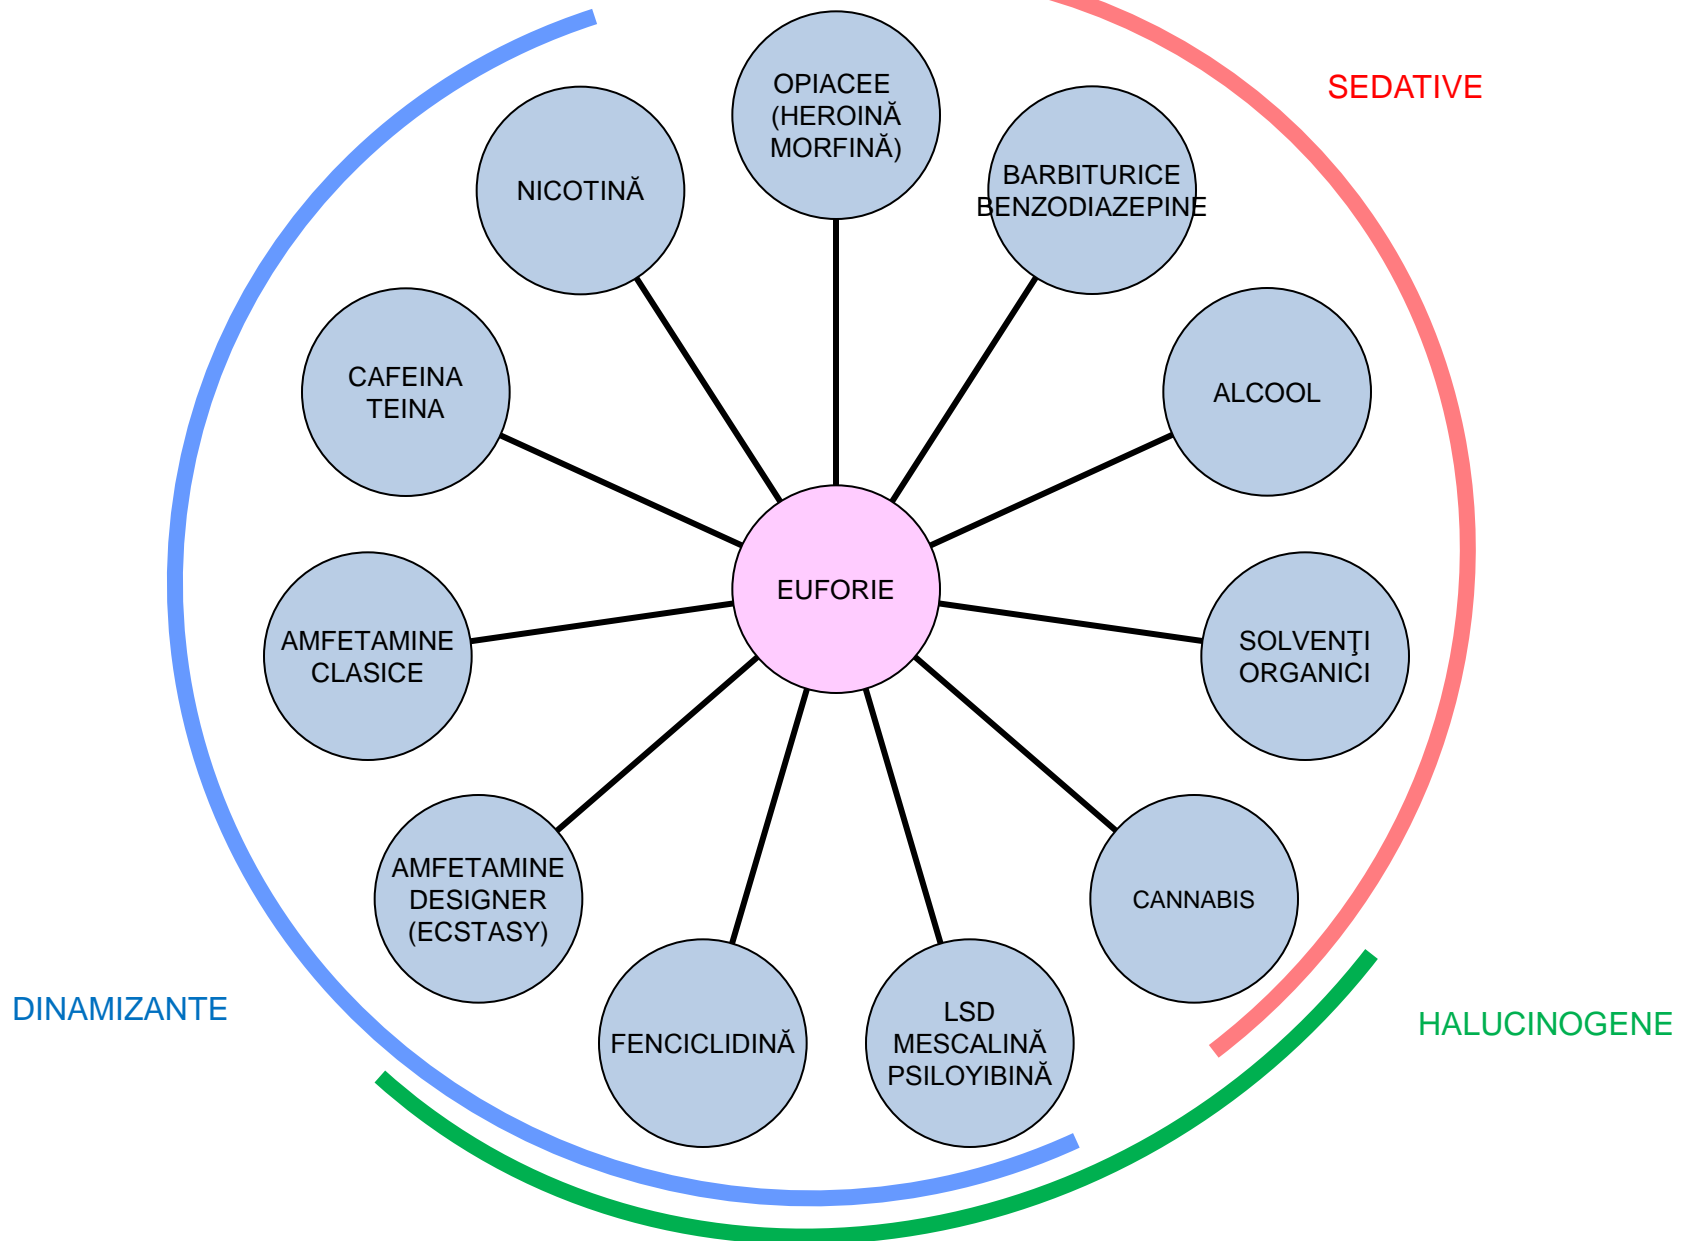 OPIACEE
(HEROINĂ
MORFINĂ)
SEDATIVE
NICOTINĂ
BARBITURICE
BENZODIAZEPINE
CAFEINA
TEINA
ALCOOL
EUFORIE
AMFETAMINE
CLASICE
SOLVENŢI
ORGANICI
AMFETAMINE
DESIGNER
(ECSTASY)
CANNABIS
DINAMIZANTE
FENCICLIDINĂ
LSD
MESCALINĂ
PSILOYIBINĂ
HALUCINOGENE